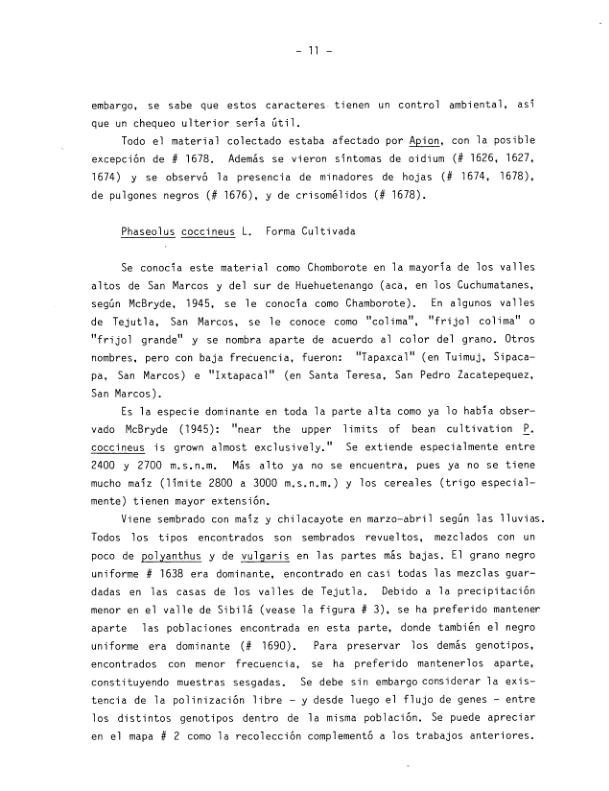 - 11 -
embargo, se sabe que estos caracteres tienen un control ambiental, así
que un chequeo ulterior sería útil.
Todo el material colectado estaba afectado por Apion, con la posible
excepción de # 1678. Además se vieron síntomas de oidium (# 1626, 1627,
1674) y se observó la presencia de minadores de hojas (# 1674, 1678),
de pulgones negros (# 1676), y de crisomélidos (# 1678).
Phaseolus coccineus L. Forma Cultivada
Se conocía este material como Chomborote en la mayoría de los valles
altos de San Marcos y del sur de Huehuetenango (aca, en los Cuchumatanes,
según McBryde, 1945, se le conocía como Chamborote). En algunos valles
de Tejutla, San Marcos, se le conoce como "colima", "frijol colima" o
"frijol grande" y se nombra aparte de acuerdo al color del grano. Otros
nombres, pero con baja frecuencia, fueron: "Tapaxcal" (en Tuimuj, Sipaca-
pa, San Marcos) e "Ixtapacal" (en Santa Teresa, San Pedro Zacatepequez,
San Marcos).
Es la especie dominante en toda la parte alta como ya lo había obser-
vado McBryde (1945): "near the upper limits of bean cultivation P.
coccineus is grown almost exclusively." Se extiende especialmente entre
2400 y 2700 m.s.n.m. Más alto ya no se encuentra, pues ya no se tiene
mucho maíz (límite 2800 a 3000 m.s.n.m.) y los cereales (trigo especial-
mente) tienen mayor extensión.
Viene sembrado con maíz y chilacayote en marzo-abril según las lluvias.
Todos los tipos encontrados son sembrados revueltos, mezclados con un
poco de polyanthus y de vulgaris en las partes más bajas. El grano negro
uniforme # 1638 era dominante, encontrado en casi todas las mezclas guar-
dadas en las casas de los valles de Tejutla. Debido a la precipitación
menor en el valle de Sibilá (vease la figura # 3), se ha preferido mantener
aparte las poblaciones encontrada en esta parte, donde también el negro
uniforme era dominante (# 1690). Para preservar los demás genotipos,
encontrados con menor frecuencia, se ha preferido mantenerlos aparte,
constituyendo muestras sesgadas. Se debe sin embargo considerar la exis-
tencia de la polinización libre - y desde luego el flujo de genes - entre
los distintos genotipos dentro de la misma población. Se puede apreciar
en el mapa # 2 como la recolección complementó a los trabajos anteriores.